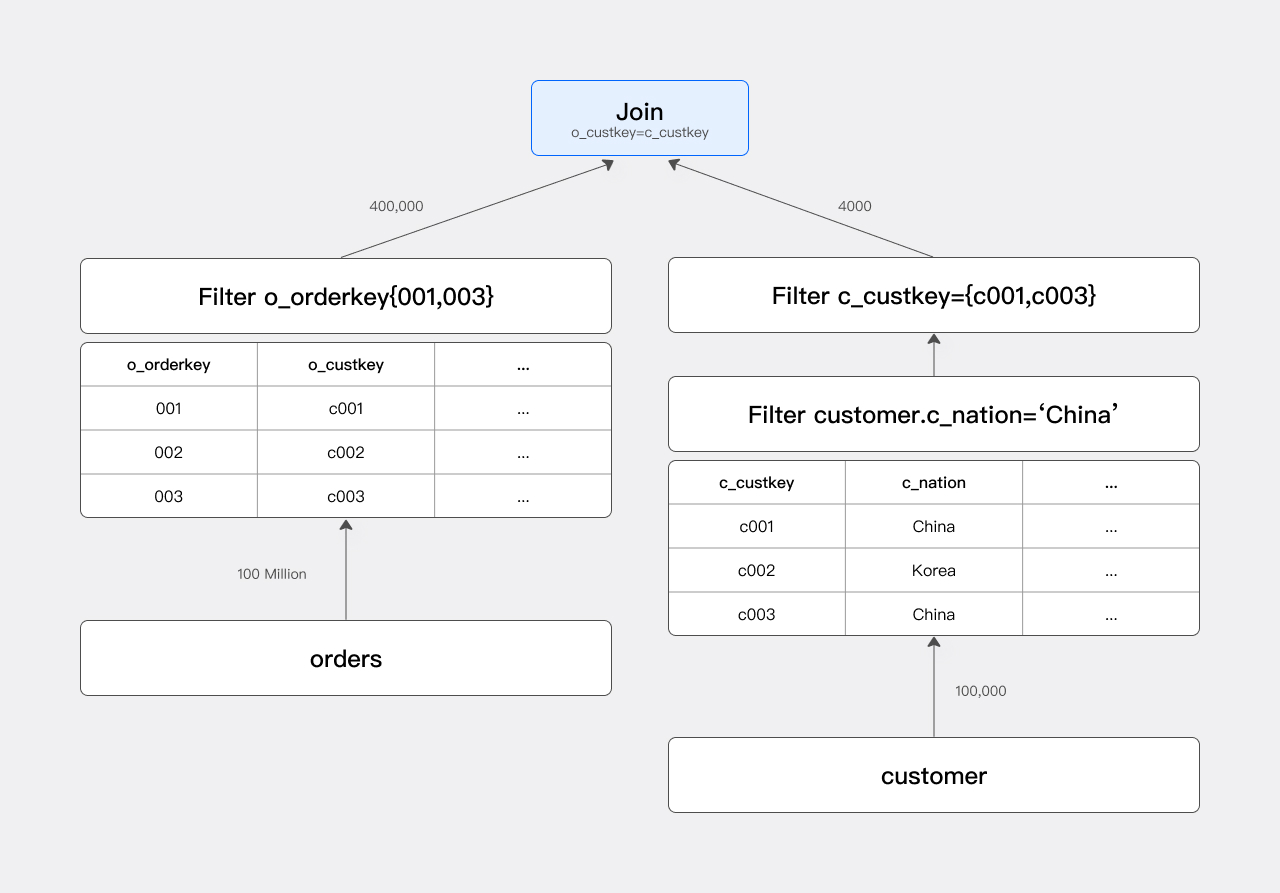 Join
o_custkey=c_custkey
400,000
4000
Filter o_orderkey{001,003}
Filter c_custkey={c001,c003}
o_orderkey o_custkey ...
001 c001 ...
002 c002 ...
003 c003 ...
Filter customer.c_nation=‘China’
c_custkey c_nation ...
c001 China ...
c002 Korea ...
c003 China ...
100 Million
orders
100,000
customer